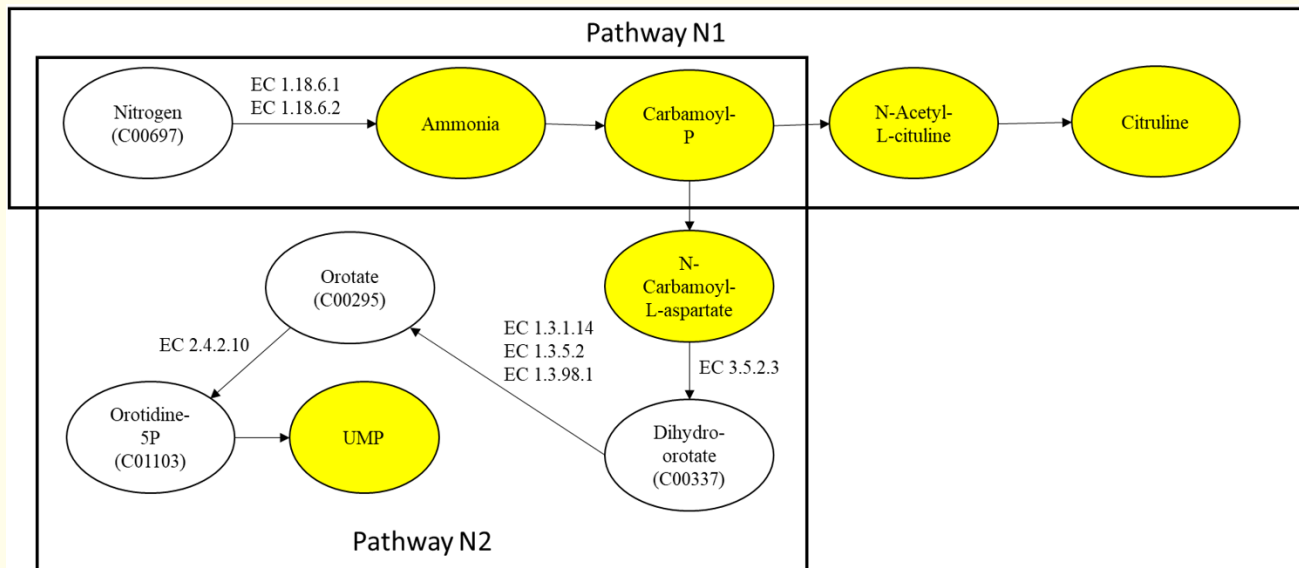 Pathway N1
Nitrogen
(C00697)
EC 1.18.6.1
EC 1.18.6.2
Ammonia
Carbamoyl-
P
N-Acetyl-
L-cituline
Citruline
N-
Carbamoyl-
L-aspartate
Orotate
(C00295)
EC 1.3.1.14
EC 1.3.5.2
EC 1.3.98.1
EC 3.5.2.3
EC 2.4.2.10
Orotidine-
5P
(C01103)
UMP
Dihydro-
orotate
(C00337)
Pathway N2